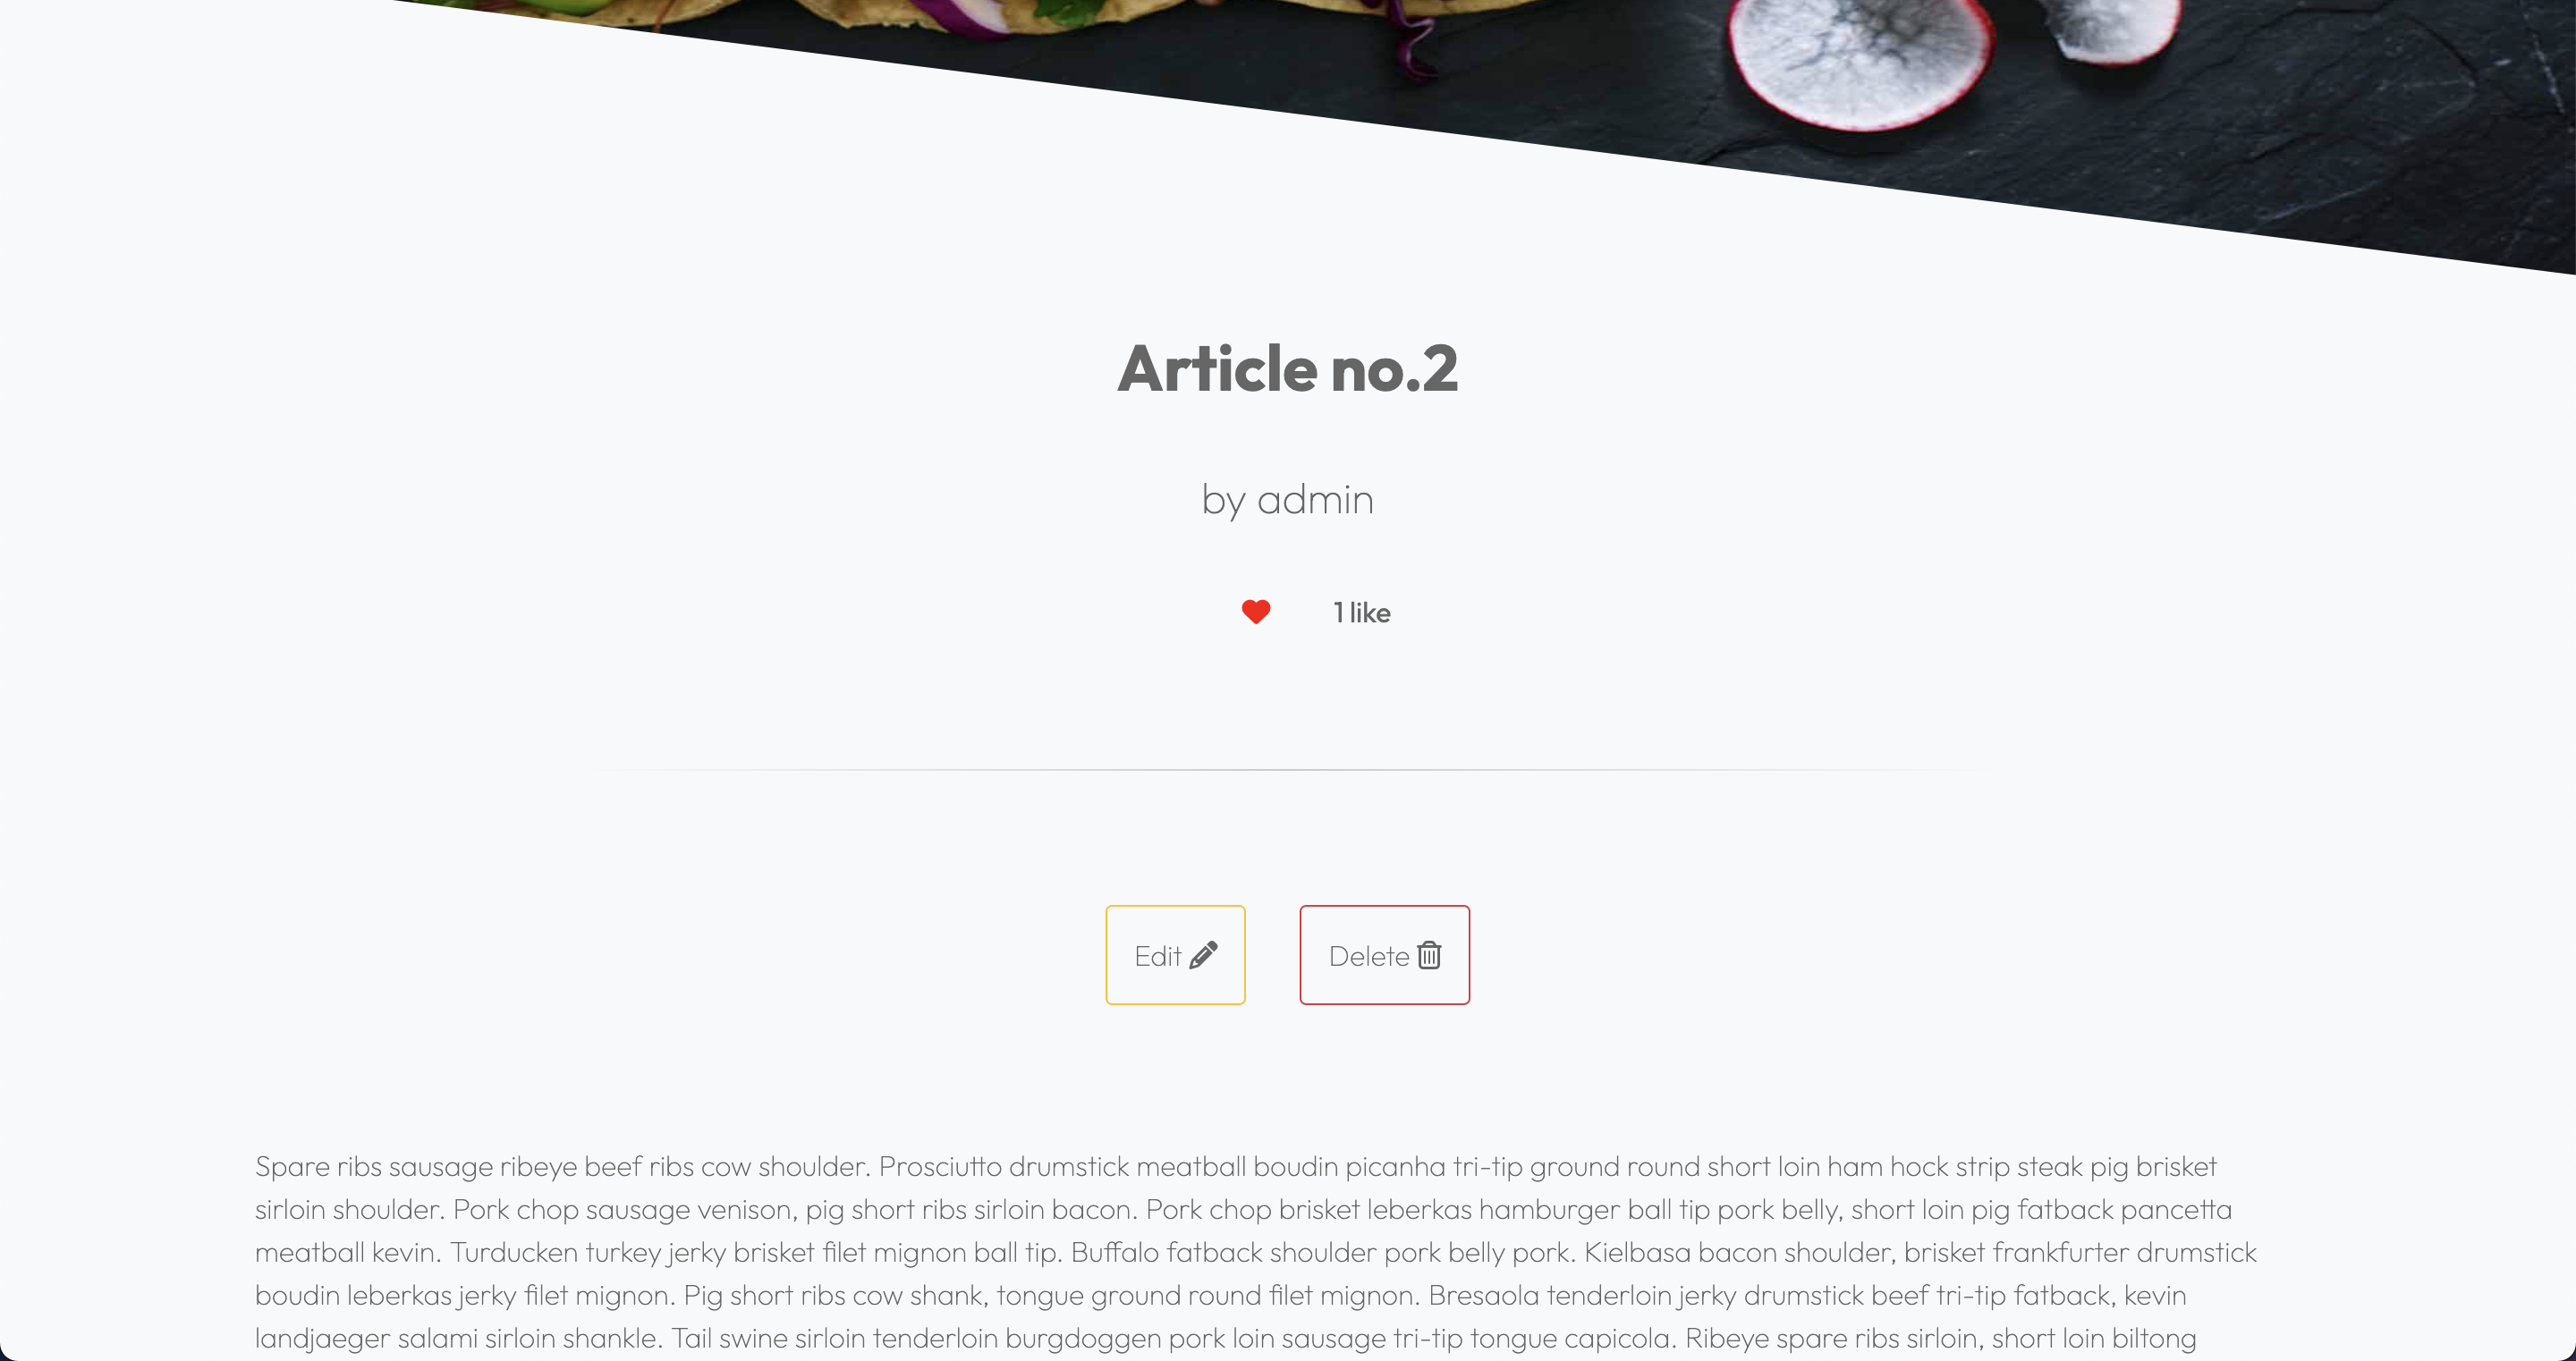 Article no.2
by admin
1 like
Edit
Delete
Spare ribs sausage ribeye beef ribs cow shoulder. Prosciutto drumstick meatball boudin picanha tri-tip ground round short loin ham hock strip steak pig brisket
sirloin shoulder. Pork chop sausage venison, pig short ribs sirloin bacon. Pork chop brisket leberkas hamburger ball tip pork belly, short loin pig fatback pancetta
meatball kevin. Turducken turkey jerky brisket filet mignon ball tip. Buffalo fatback shoulder pork belly pork. Kielbasa bacon shoulder, brisket frankfurter drumstick
boudin leberkas jerky filet mignon. Pig short ribs cow shank, tongue ground round filet mignon. Bresaola tenderloin jerky drumstick beef tri-tip fatback, kevin
landjaeger salami sirloin shankle. Tail swine sirloin tenderloin burgdoggen pork loin sausage tri-tip tongue capicola. Ribeye spare ribs sirloin, short loin biltong